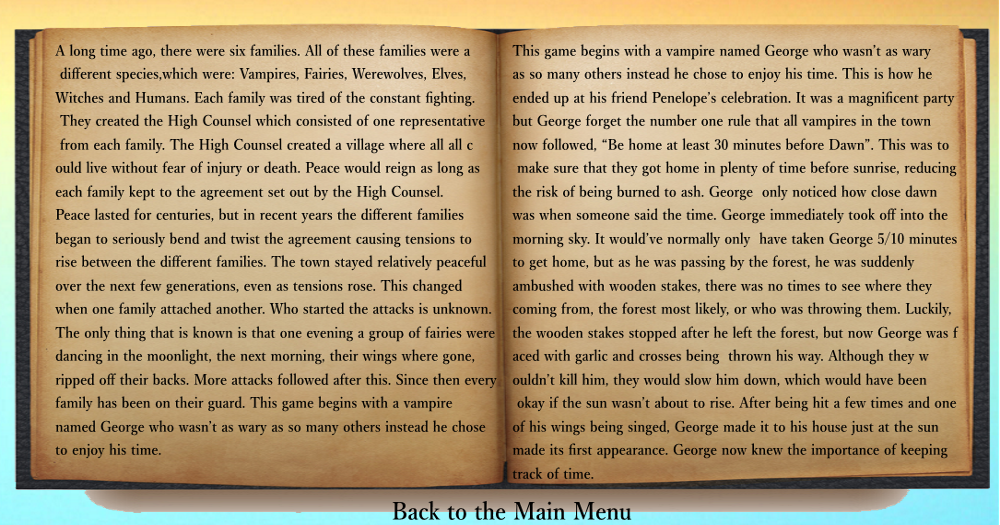 A long time ago, there were six families. All of these families were a
different species,which were: Vampires, Fairies, Werewolves, Elves,
Witches and Humans. Each family was tired of the constant fighting.
They created the High Counsel which consisted of one representative
from each family. The High Counsel created a village where all all c
ould live without fear of injury or death. Peace would reign as long as
each family kept to the agreement set out by the High Counsel.
Peace lasted for centuries, but in recent years the different families
began to seriously bend and twist the agreement causing tensions to
rise between the different families. The town stayed relatively peaceful
over the next few generations, even as tensions rose. This changed
when one family attached another. Who started the attacks is unknown.
The only thing that is known is that one evening a group of fairies were
dancing in the moonlight, the next morning, their wings where gone,
ripped off their backs. More attacks followed after this. Since then every
family has been on their guard. This game begins with a vampire
named George who wasn't as wary as so many others instead he chose
to enjoy his time.
This game begins with a vampire named George who wasn't as wary
as so many others instead he chose to enjoy his time. This is how he
ended up at his friend Penelope's celebration. It was a magnificent party
but George forget the number one rule that all vampires in the town
now followed, “Be home at least 30 minutes before Dawn”. This was to
make sure that they got home in plenty of time before sunrise, reducing
the risk of being burned to ash. George only noticed how close dawn
was when someone said the time. George immediately took off into the
morning sky. It would've normally only have taken George 5/10 minutes
to get home, but as he was passing by the forest, he was suddenly
ambushed with wooden stakes, there was no times to see where they
coming from, the forest most likely, or who was throwing them. Luckily,
the wooden stakes stopped after he left the forest, but now George was f
aced with garlic and crosses being thrown his way. Although they w
ouldn't kill him, they would slow him down, which would have been
okay if the sun wasn't about to rise. After being hit a few times and one
of his wings being singed, George made it to his house just at the sun
made its first appearance. George now knew the importance of keeping
track of time.
Back to the Main Menu